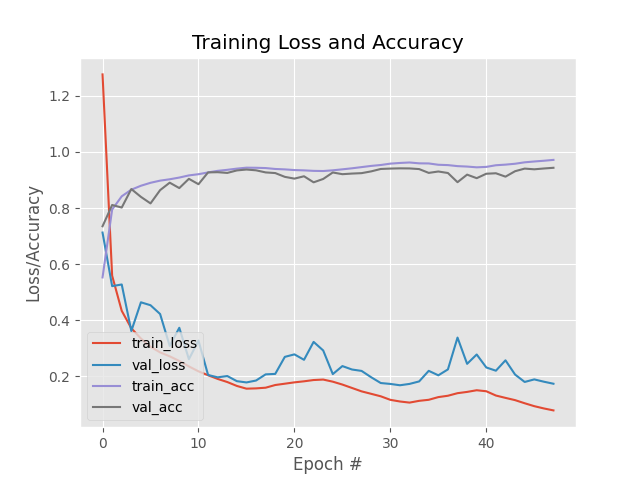 Training Loss and Accuracy
Loss/Accuracy
1.2
1.0
0.8
0.6
0.4
0.2
train_loss
val_loss
train_acc
val_acc
0 10 20 30 40
Epoch #